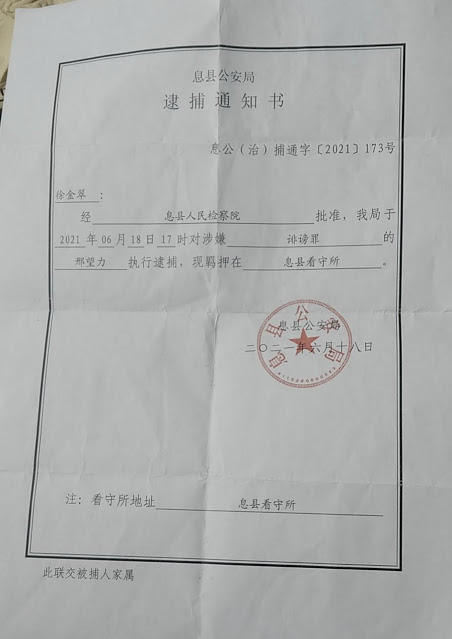 息县公安局
逮捕通知书
息公（治）捕通字〔2021〕173号
徐金翠：
经 息县人民检察院 批准，我局于
2021 年 06 月 18 日 17 时对涉嫌 诽谤罪 的
邢望力 执行逮捕，现羁押在 息县看守所 。
息县公安局
息县公安局
二〇二一年六月十八日
注：看守所地址 息县看守所
此联交被捕人家属